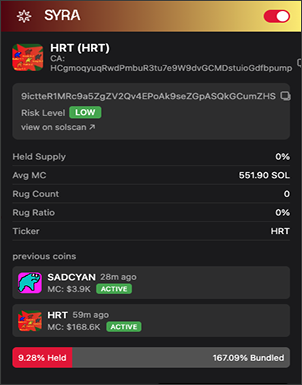 SYRA
HRT (HRT)
CA:
HCgmoqyuqRwdPmbuR3tu7e9W9dvGCMDstuioGdfbpump
9ictteR1MRc9a5ZgZV2Qv4EPoAk9seZGpASQkGCumZHS
Risk Level LOW
view on solscan ↗
Held Supply 0%
Avg MC 551.90 SOL
Rug Count 0
Rug Ratio 0%
Ticker HRT
previous coins
SADCYAN 28m ago
MC: $3.9K ACTIVE
HRT 59m ago
MC: $168.6K ACTIVE
9.28% Held 167.09% Bundled